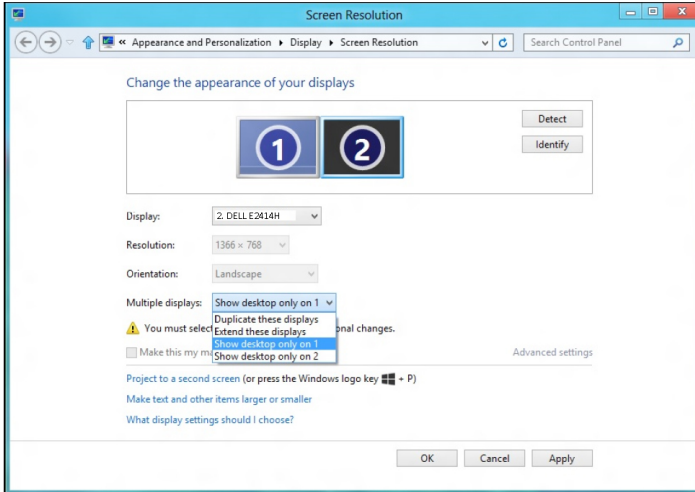 Screen Resolution
« Appearance and Personalization ▸ Display ▸ Screen Resolution
Search Control Panel
Change the appearance of your displays
1 2
Detect
Identify
Display: 2. DELL E2414H
Resolution: 1366 × 768
Orientation: Landscape
Multiple displays: Show desktop only on 1
Duplicate these displays
You must selec
onal changes.
Extend these displays
Show desktop only on 1
Make this my m
Show desktop only on 2
Advanced settings
Project to a second screen (or press the Windows logo key + P)
Make text and other items larger or smaller
What display settings should I choose?
OK Cancel Apply